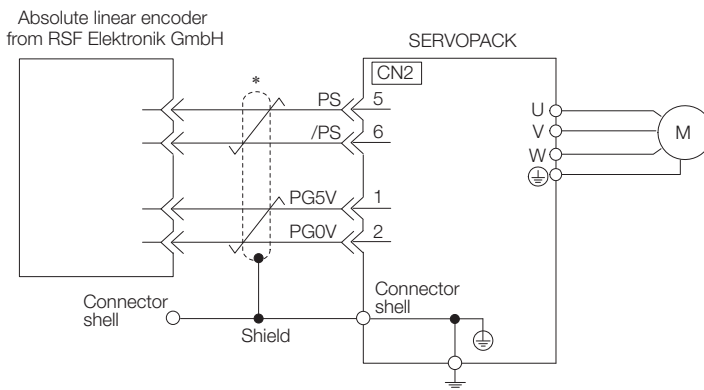 Absolute linear encoder
from RSF Elektronik GmbH
SERVOPACK
CN2
*
PS 5
/PS 6
PG5V 1
PG0V 2
U
V
W
M
Connector
shell
Shield
Connector
shell